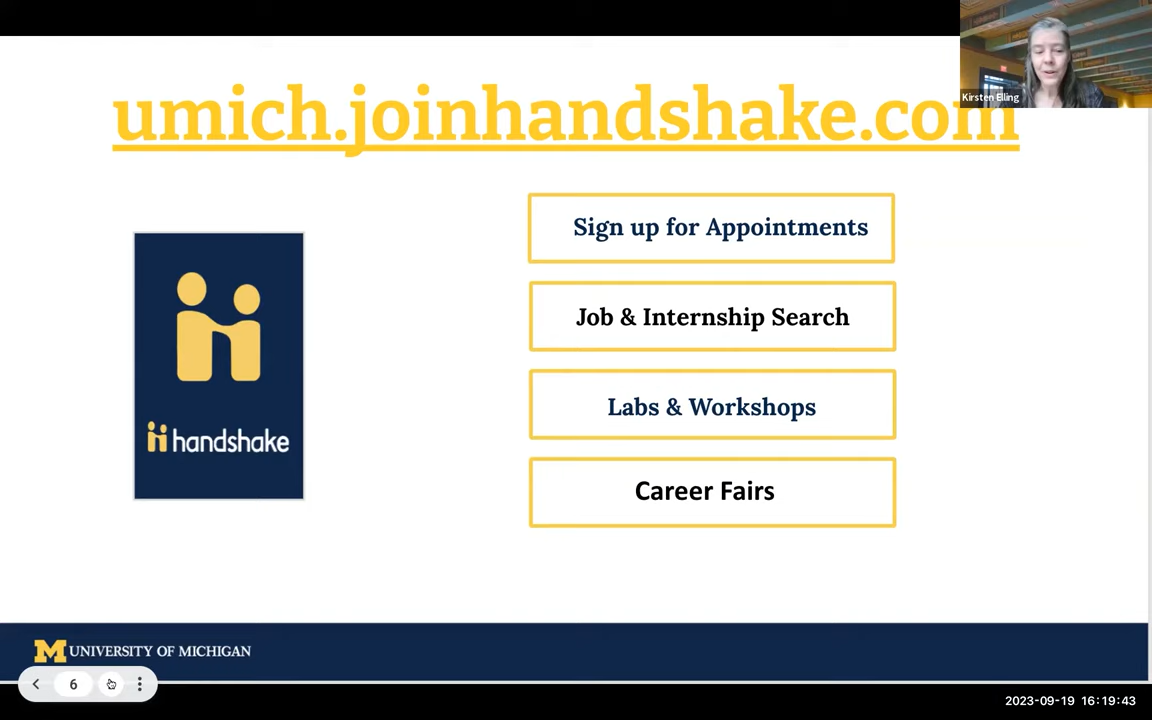 umich.joinhandshake.com
Kirsten Elling
Sign up for Appointments
Job & Internship Search
Labs & Workshops
Career Fairs
handshake
M UNIVERSITY OF MICHIGAN
6
2023-09-19 16:19:43